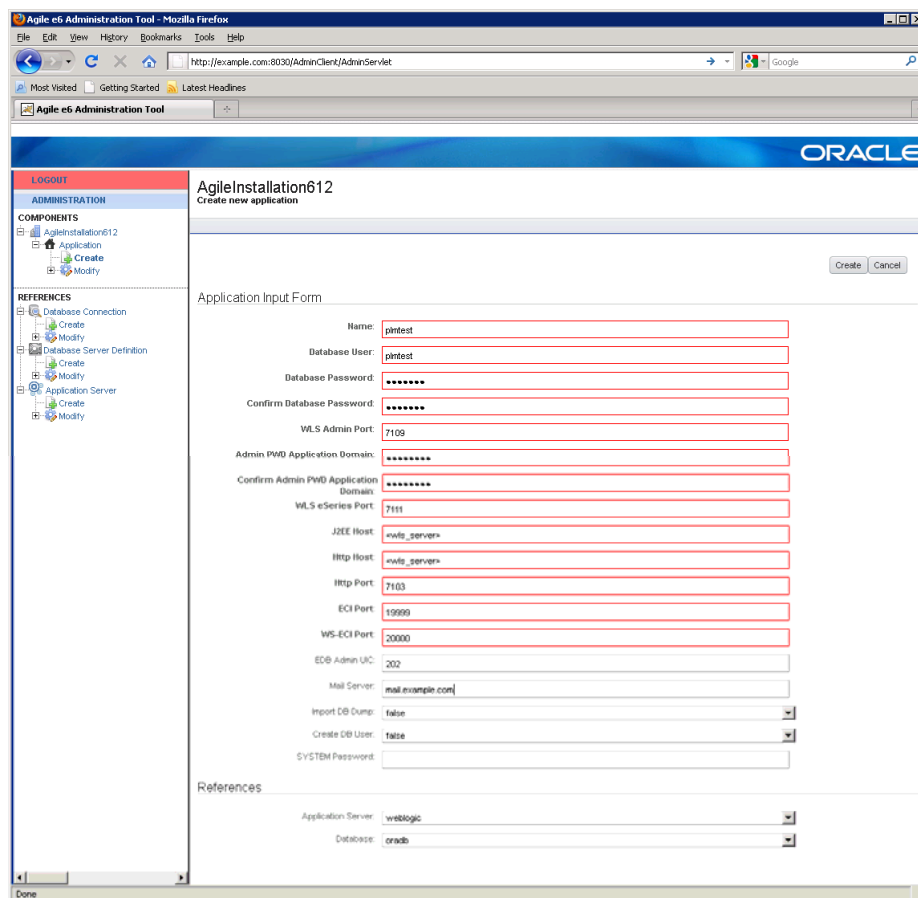 Agile e6 Administration Tool - Mozilla Firefox
File Edit View History Bookmarks Tools Help
http://example.com:8030/AdminClient/AdminServlet
Google
Most Visited Getting Started Latest Headlines
Agile e6 Administration Tool
ORACLE
LOGOUT
ADMINISTRATION
COMPONENTS
AgileInstallation612
Application
Create
Modify
REFERENCES
Database Connection
Create
Modify
Database Server Definition
Create
Modify
Application Server
Create
Modify
AgileInstallation612
Create new application
Create Cancel
Application Input Form
Name: plmtest
Database User: plmtest
Database Password: •••••••
Confirm Database Password: •••••••
WLS Admin Port: 7109
Admin PWD Application Domain: ••••••••
Confirm Admin PWD Application
Domain: ••••••••
WLS eSeries Port: 7111
J2EE Host: <wls_server>
Http Host: <wls_server>
Http Port: 7103
ECI Port: 19999
WS-ECI Port: 20000
EDB Admin UIC: 202
Mail Server: mail.example.com
Import DB Dump: false
Create DB User: false
SYSTEM Password:
References
Application Server: weblogic
Database: oradb
Done